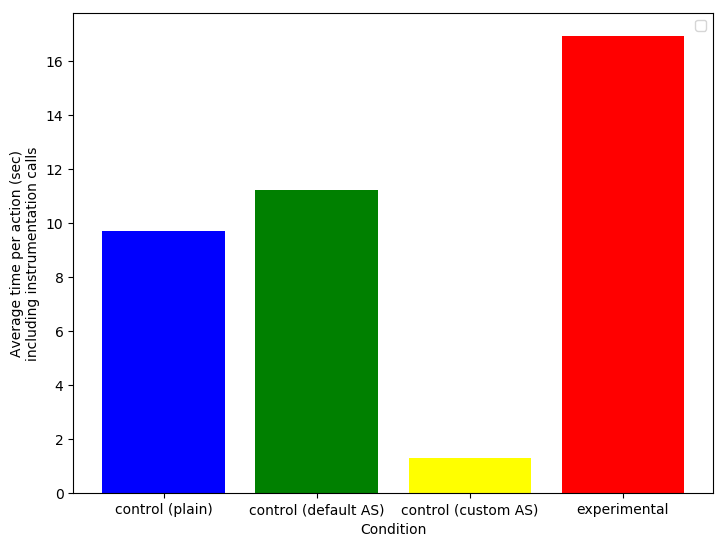 Average time per action (sec)
including instrumentation calls
16
14
12
10
8
6
4
2
0
control (plain)
control (default AS)
control (custom AS)
experimental
Condition